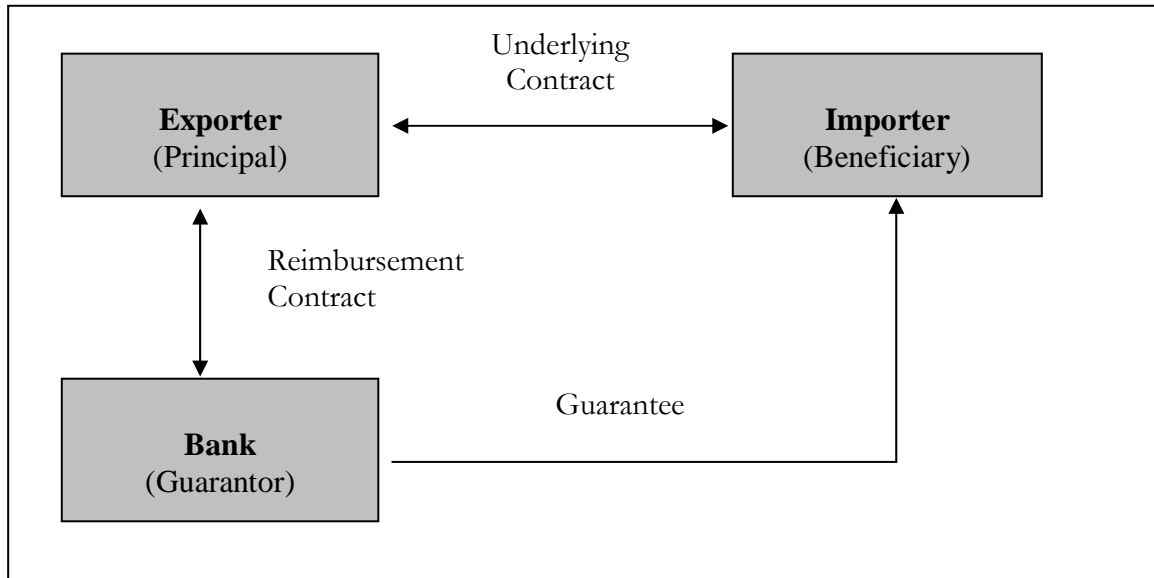 Underlying
Contract
Exporter
(Principal)
Importer
(Beneficiary)
Reimbursement
Contract
Guarantee
Bank
(Guarantor)